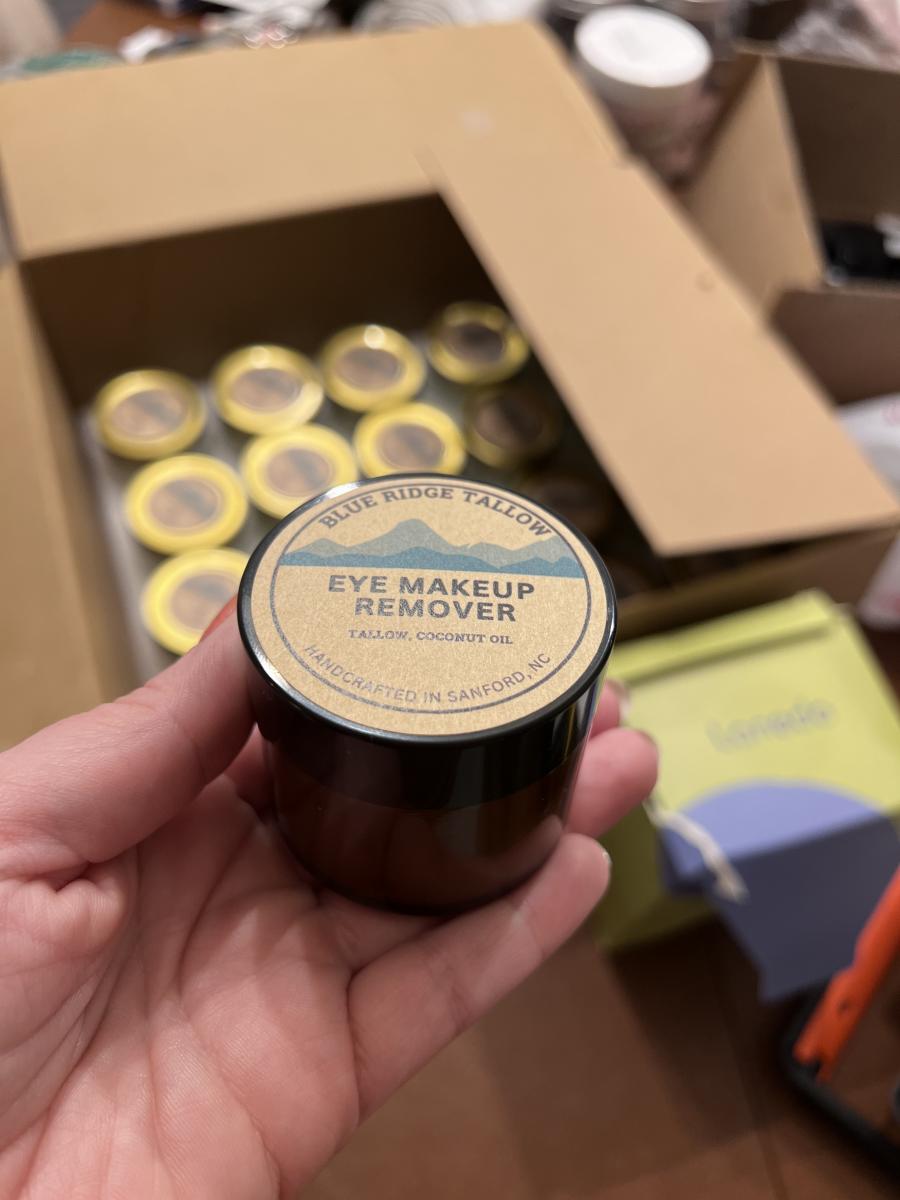 BLUE RIDGE TALLOW
EYE MAKEUP
REMOVER
TALLOW, COCONUT OIL
HANDCRAFTED IN SANFORD, NC